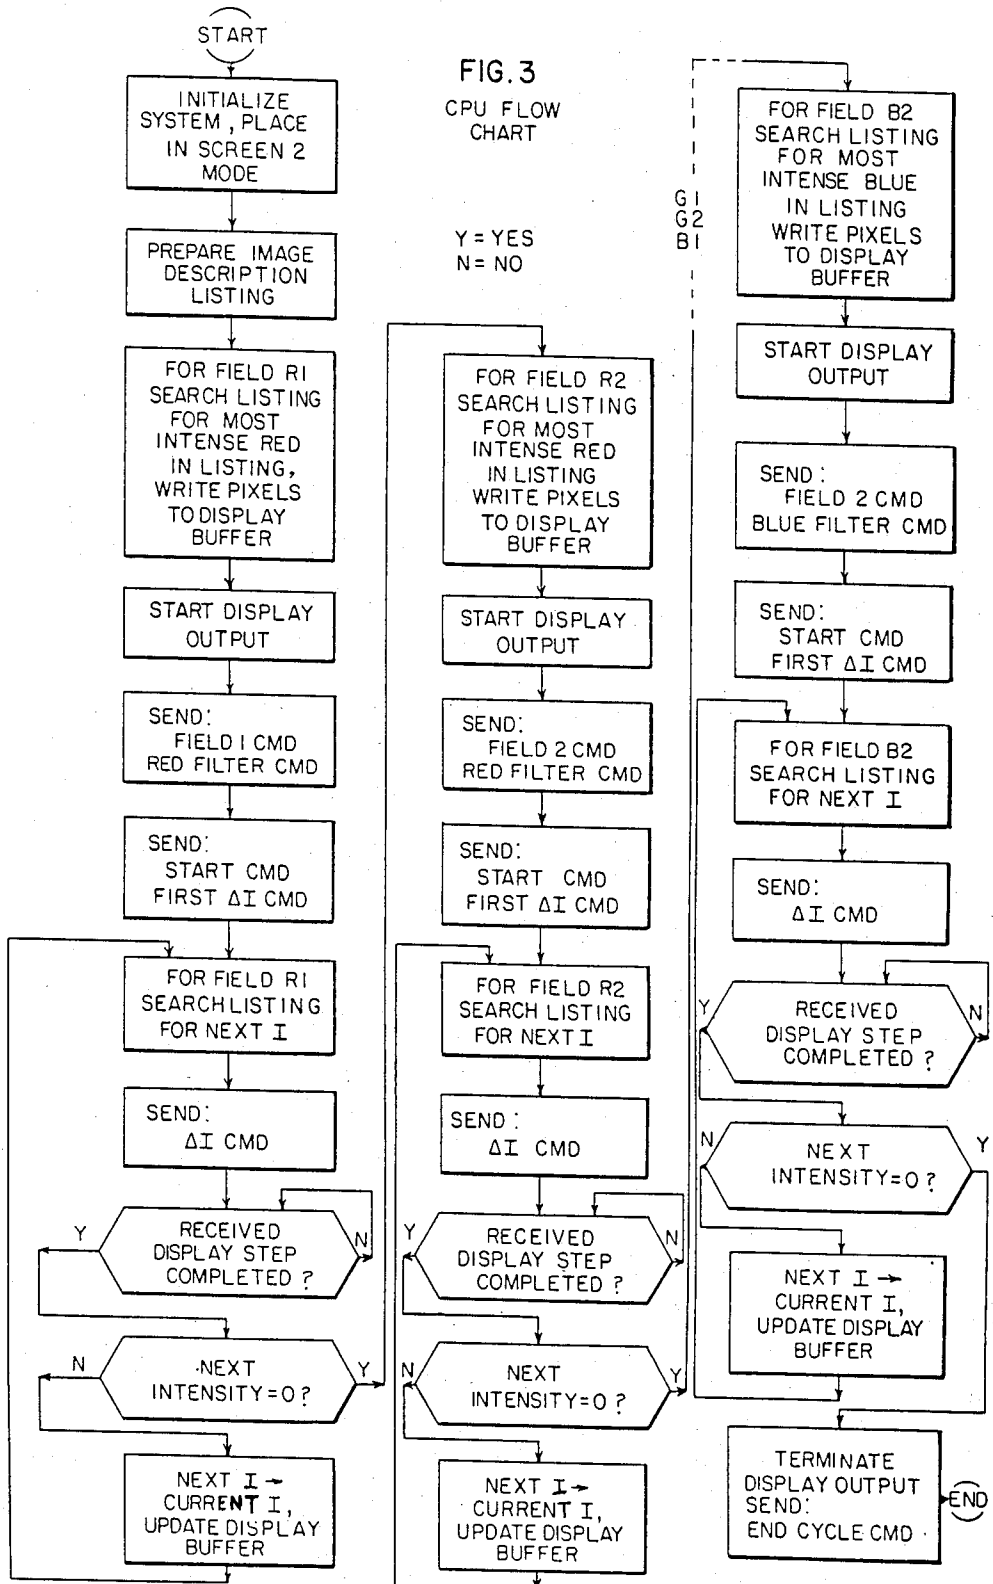 START
INITIALIZE
SYSTEM, PLACE
IN SCREEN 2
MODE
PREPARE IMAGE
DESCRIPTION
LISTING
FOR FIELD R1
SEARCH LISTING
FOR MOST
INTENSE RED
IN LISTING,
WRITE PIXELS
TO DISPLAY
BUFFER
START DISPLAY
OUTPUT
SEND:
FIELD 1 CMD
RED FILTER CMD
SEND:
START CMD
FIRST ΔI CMD
FOR FIELD R1
SEARCH LISTING
FOR NEXT I
SEND:
ΔI CMD
Y
RECEIVED
DISPLAY STEP
COMPLETED ?
N
N
NEXT
INTENSITY=0?
Y
NEXT I →
CURRENT I,
UPDATE DISPLAY
BUFFER
FIG.3
CPU FLOW
CHART
Y = YES
N = NO
FOR FIELD R2
SEARCH LISTING
FOR MOST
INTENSE RED
IN LISTING
WRITE PIXELS
TO DISPLAY
BUFFER
START DISPLAY
OUTPUT
SEND:
FIELD 2 CMD
RED FILTER CMD
SEND:
START CMD
FIRST ΔI CMD
FOR FIELD R2
SEARCH LISTING
FOR NEXT I
SEND:
ΔI CMD
Y
RECEIVED
DISPLAY STEP
COMPLETED ?
N
N
NEXT
INTENSITY=0?
Y
NEXT I →
CURRENT I,
UPDATE DISPLAY
BUFFER
G1
G2
B1
FOR FIELD B2
SEARCH LISTING
FOR MOST
INTENSE BLUE
IN LISTING
WRITE PIXELS
TO DISPLAY
BUFFER
START DISPLAY
OUTPUT
SEND:
FIELD 2 CMD
BLUE FILTER CMD
SEND:
START CMD
FIRST ΔI CMD
FOR FIELD B2
SEARCH LISTING
FOR NEXT I
SEND:
ΔI CMD
Y
RECEIVED
DISPLAY STEP
COMPLETED ?
N
N
NEXT
INTENSITY=0?
Y
NEXT I →
CURRENT I,
UPDATE DISPLAY
BUFFER
TERMINATE
DISPLAY OUTPUT
SEND:
END CYCLE CMD
END